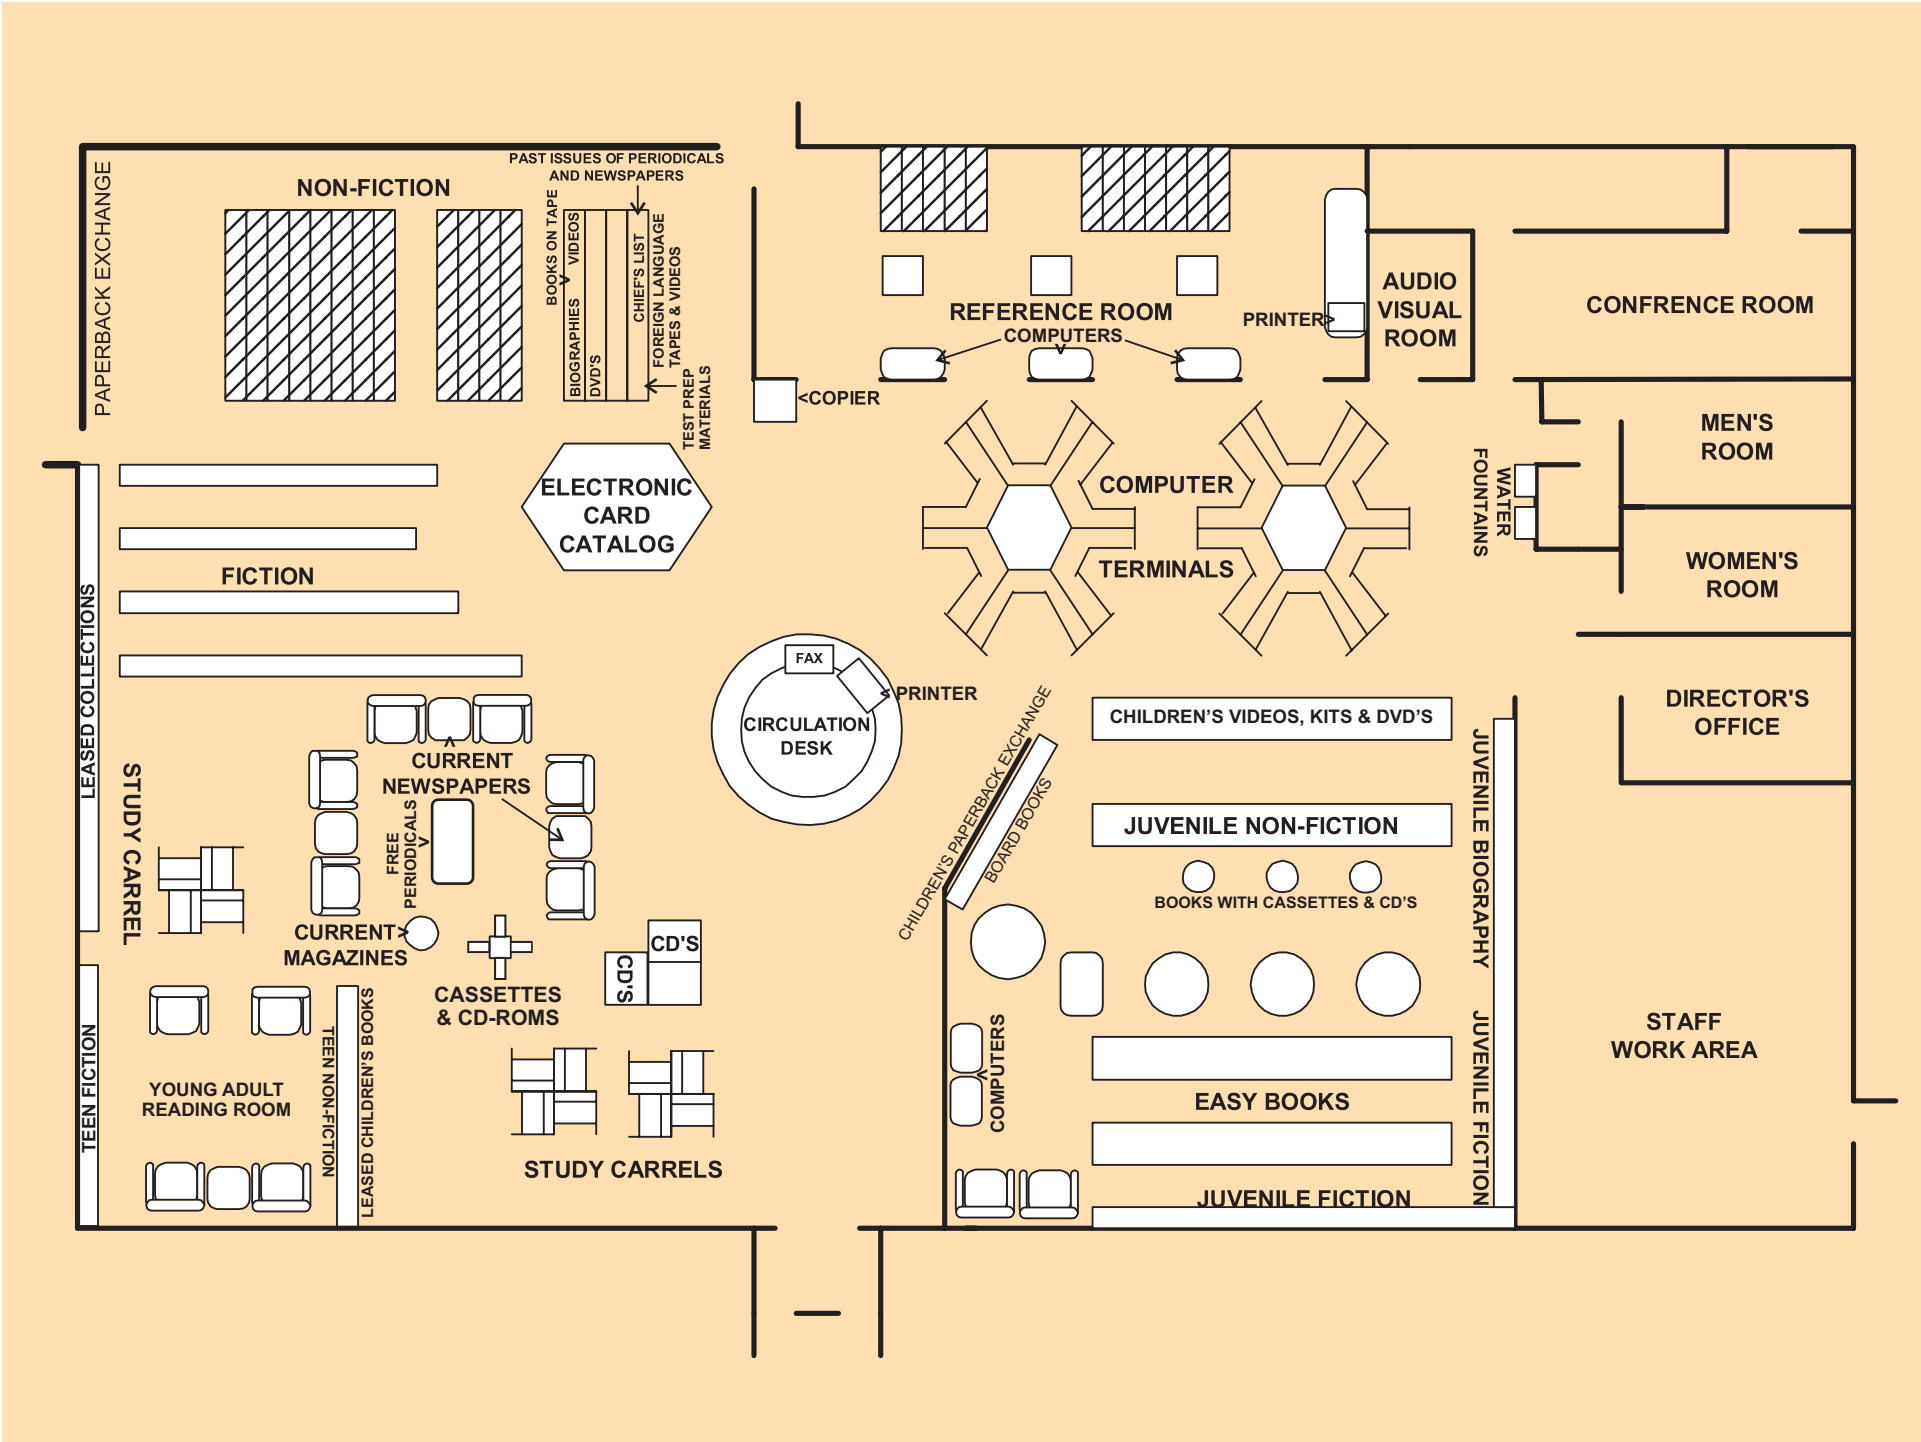 PAPERBACK EXCHANGE
NON-FICTION
PAST ISSUES OF PERIODICALS
AND NEWSPAPERS
BOOKS ON TAPE
>
VIDEOS
BIOGRAPHIES
DVD'S
CHIEF'S LIST
FOREIGN LANGUAGE
TAPES & VIDEOS
TEST PREP
MATERIALS
<COPIER
REFERENCE ROOM
COMPUTERS
>
PRINTER>
AUDIO
VISUAL
ROOM
CONFRENCE ROOM
MEN'S
ROOM
WATER
FOUNTAINS
WOMEN'S
ROOM
DIRECTOR'S
OFFICE
ELECTRONIC
CARD
CATALOG
COMPUTER
TERMINALS
FICTION
LEASED COLLECTIONS
FAX
< PRINTER
CIRCULATION
DESK
STUDY CARREL
>
CURRENT
NEWSPAPERS
FREE
PERIODICALS
>
CURRENT>
MAGAZINES
CD'S
CD'S
CASSETTES
& CD-ROMS
CHILDREN'S PAPERBACK EXCHANGE
BOARD BOOKS
CHILDREN'S VIDEOS, KITS & DVD'S
JUVENILE NON-FICTION
BOOKS WITH CASSETTES & CD'S
JUVENILE BIOGRAPHY
JUVENILE FICTION
TEEN FICTION
YOUNG ADULT
READING ROOM
TEEN NON-FICTION
LEASED CHILDREN'S BOOKS
STUDY CARRELS
<
COMPUTERS
EASY BOOKS
JUVENILE FICTION
STAFF
WORK AREA